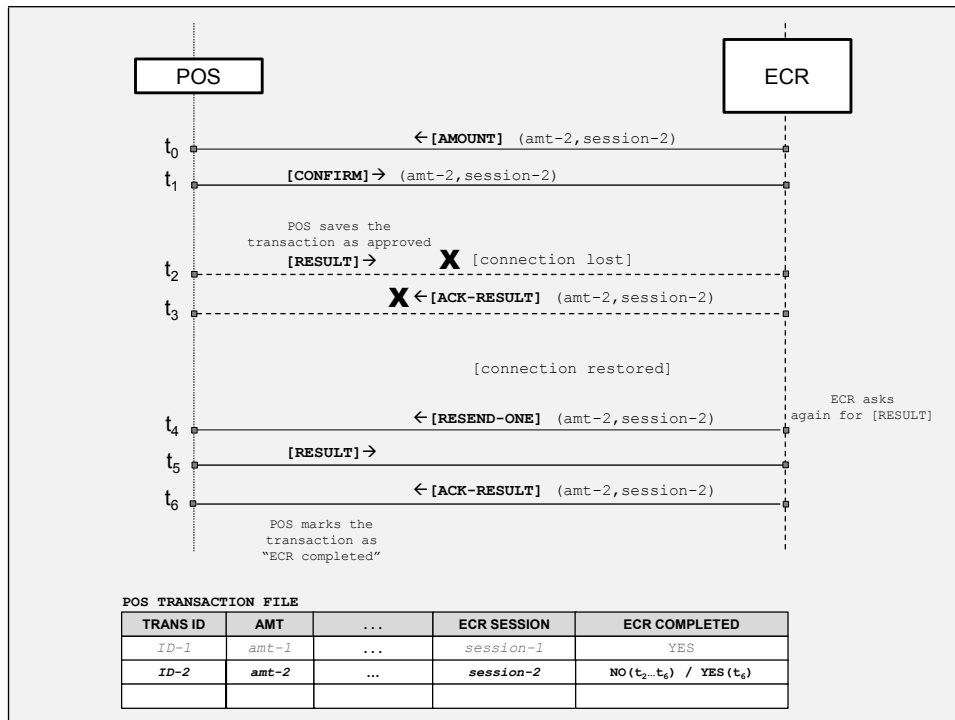 POS
ECR
t0 ←[AMOUNT] (amt-2,session-2)
t1 [CONFIRM]→ (amt-2,session-2)
POS saves the
transaction as approved
t2 [RESULT]→ X [connection lost]
t3 X ←[ACK-RESULT] (amt-2,session-2)
[connection restored]
ECR asks
again for [RESULT]
t4 ←[RESEND-ONE] (amt-2,session-2)
t5 [RESULT]→
t6 ←[ACK-RESULT] (amt-2,session-2)
POS marks the
transaction as
“ECR completed”
POS TRANSACTION FILE
TRANS ID AMT ... ECR SESSION ECR COMPLETED
ID-1 amt-1 ... session-1 YES
ID-2 amt-2 ... session-2 NO(t2…t6) / YES(t6)